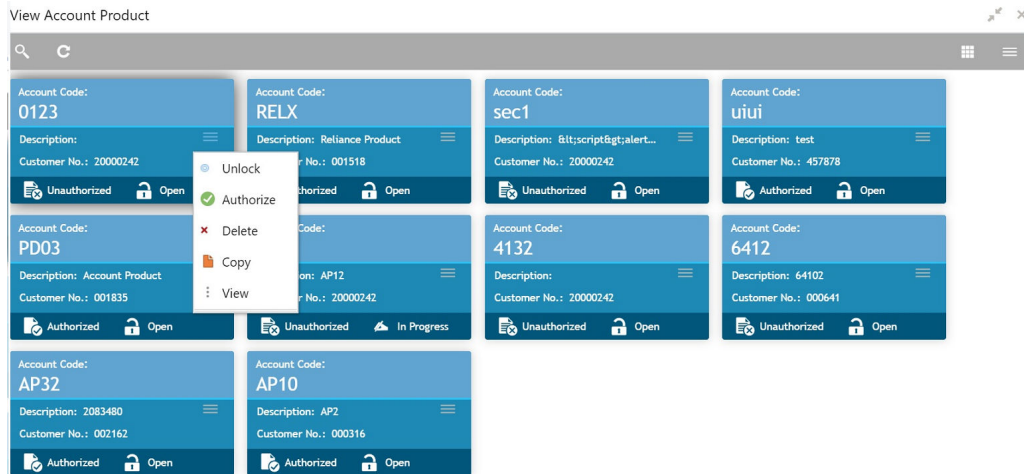 View Account Product
Account Code:
0123
Description:
Customer No.: 20000242
Unauthorized Open
Account Code:
RELX
Description: Reliance Product
No.: 001518
Open
Account Code:
sec1
Description: &lt;script&gt;alert...
Customer No.: 20000242
Unauthorized Open
Account Code:
uiui
Description: test
Customer No.: 457878
Authorized Open
Unlock
Authorize
Delete
Copy
View
Account Code:
PD03
Description: Account Product
Customer No.: 001835
Authorized Open
Code:
AP12
No.: 20000242
Unauthorized In Progress
Account Code:
4132
Description:
Customer No.: 20000242
Unauthorized Open
Account Code:
6412
Description: 64102
Customer No.: 000641
Unauthorized Open
Account Code:
AP32
Description: 2083480
Customer No.: 002162
Authorized Open
Account Code:
AP10
Description: AP2
Customer No.: 000316
Authorized Open